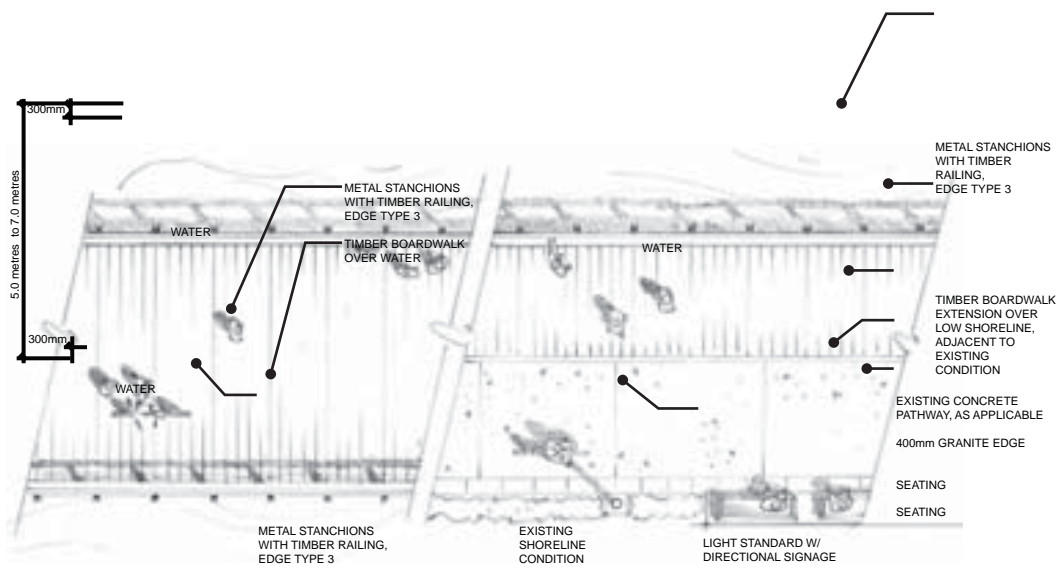 300mm
5.0 metres to 7.0 metres
300mm
WATER
METAL STANCHIONS
WITH TIMBER RAILING,
EDGE TYPE 3
TIMBER BOARDWALK
OVER WATER
WATER
METAL STANCHIONS
WITH TIMBER RAILING,
EDGE TYPE 3
WATER
METAL STANCHIONS
WITH TIMBER
RAILING,
EDGE TYPE 3
TIMBER BOARDWALK
EXTENSION OVER
LOW SHORELINE,
ADJACENT TO
EXISTING
CONDITION
EXISTING CONCRETE
PATHWAY, AS APPLICABLE
400mm GRANITE EDGE
SEATING
SEATING
EXISTING
SHORELINE
CONDITION
LIGHT STANDARD W/
DIRECTIONAL SIGNAGE